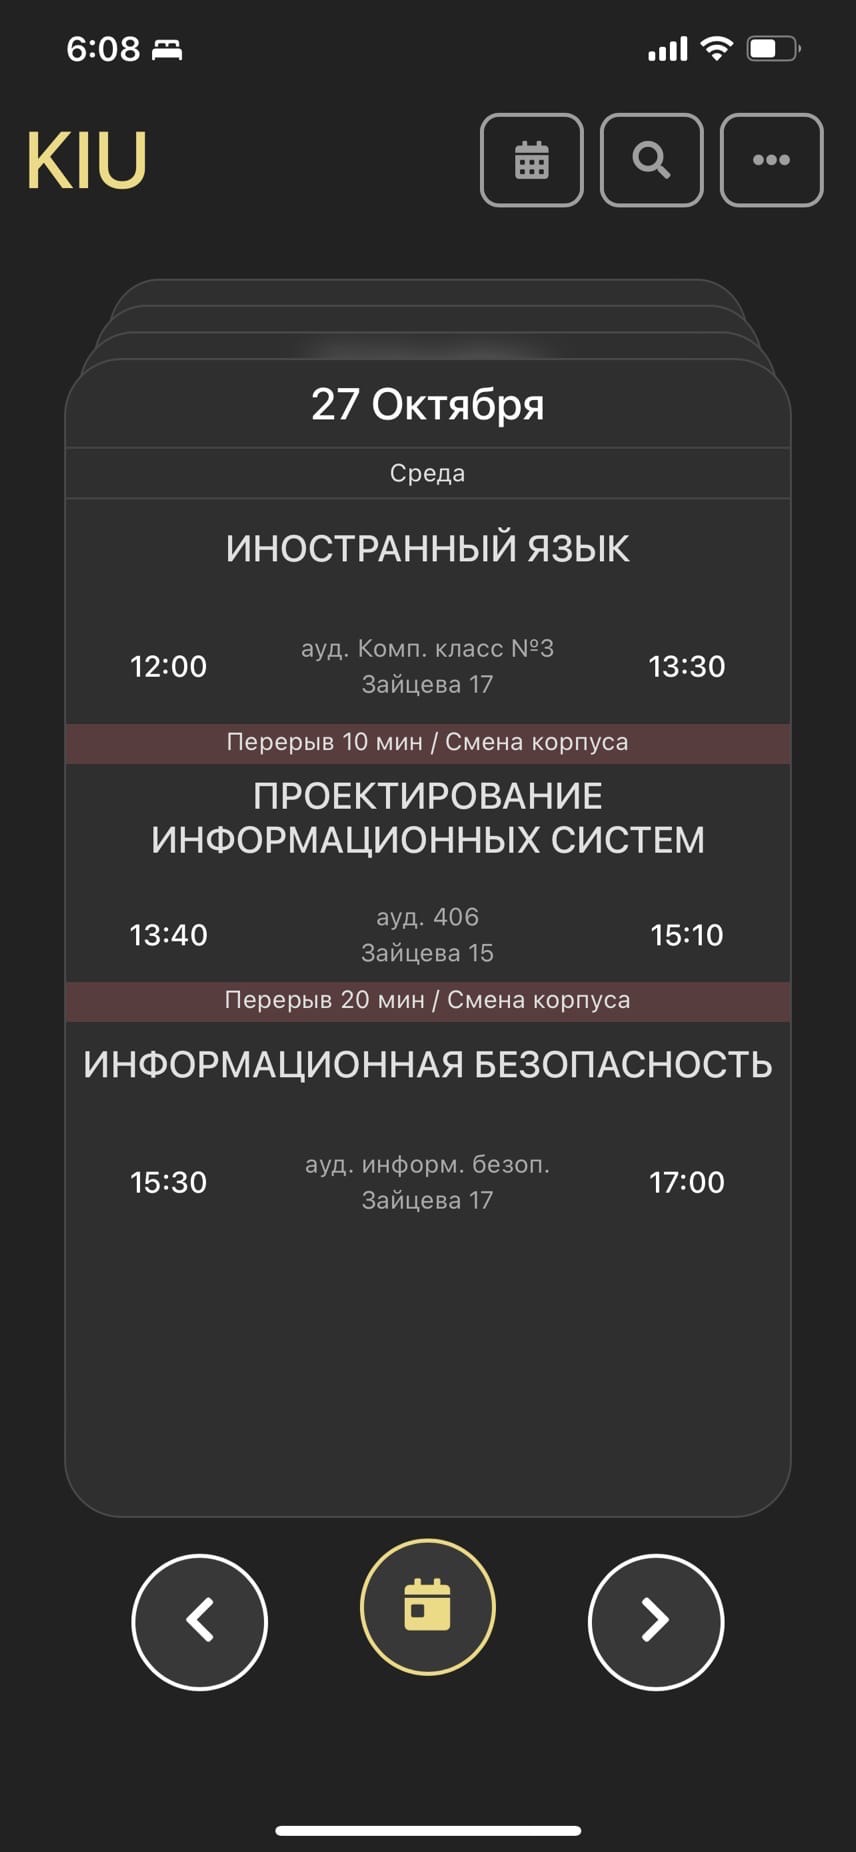 6:08
KIU
27 Октября
Среда
ИНОСТРАННЫЙ ЯЗЫК
12:00
ауд. Комп. класс №3
Зайцева 17
13:30
Перерыв 10 мин / Смена корпуса
ПРОЕКТИРОВАНИЕ
ИНФОРМАЦИОННЫХ СИСТЕМ
13:40
ауд. 406
Зайцева 15
15:10
Перерыв 20 мин / Смена корпуса
ИНФОРМАЦИОННАЯ БЕЗОПАСНОСТЬ
15:30
ауд. информ. безоп.
Зайцева 17
17:00